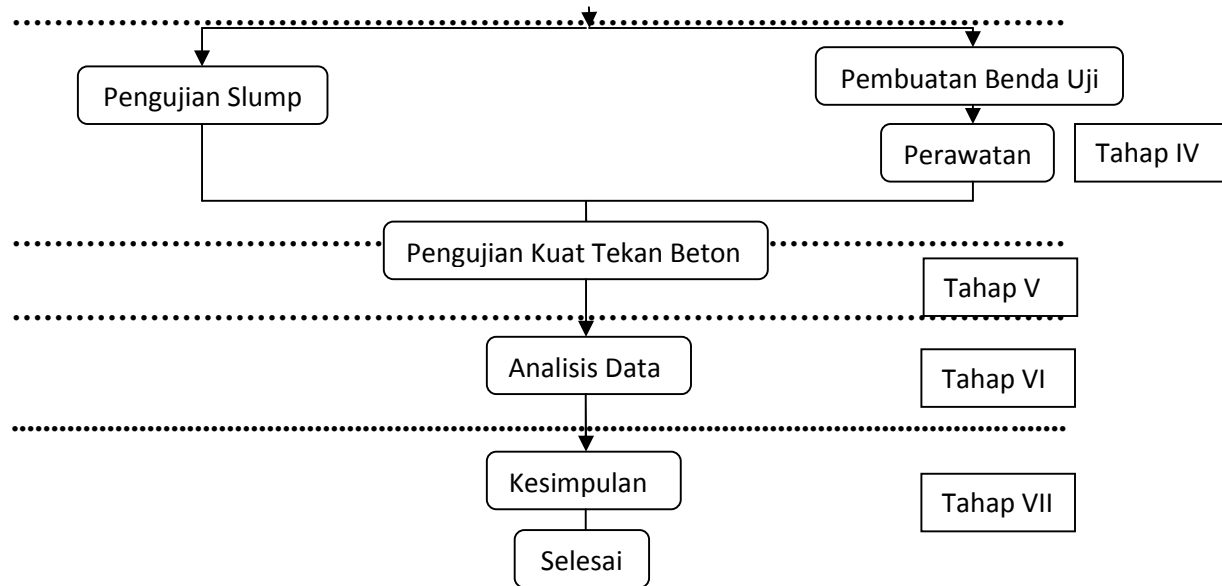 Pengujian Slump
Pembuatan Benda Uji
Perawatan
Tahap IV
Pengujian Kuat Tekan Beton
Tahap V
Analisis Data
Tahap VI
Kesimpulan
Tahap VII
Selesai